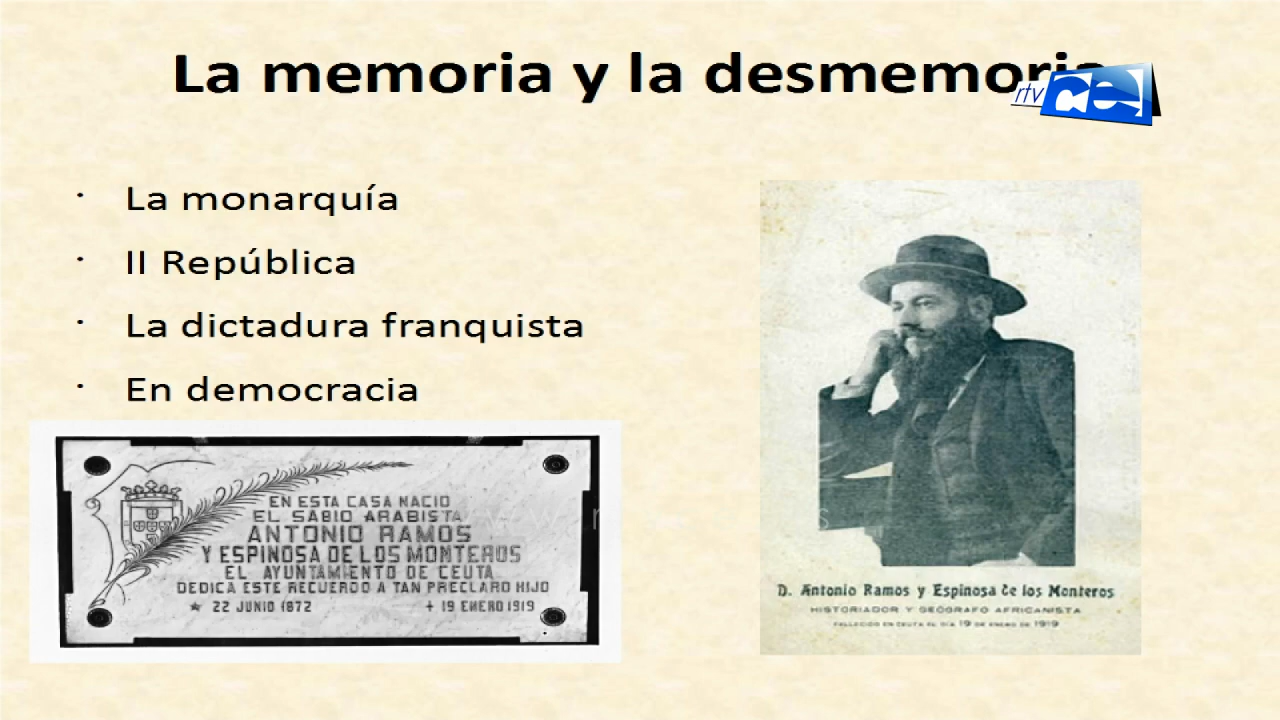 La memoria y la desmemoria
rtv ce
· La monarquía
· II República
· La dictadura franquista
· En democracia
EN ESTA CASA NACIO
EL SABIO ARABISTA
ANTONIO RAMOS
Y ESPINOSA DE LOS MONTEROS
EL AYUNTAMIENTO DE CEUTA
DEDICA ESTE RECUERDO A TAN PRECLARO HIJO
★ 22 JUNIO 1872 + 19 ENERO 1919
D. Antonio Ramos y Espinosa de los Monteros
HISTORIADOR Y GEÓGRAFO AFRICANISTA
FALLECIDO EN CEUTA EL DIA 19 DE ENERO DE 1919